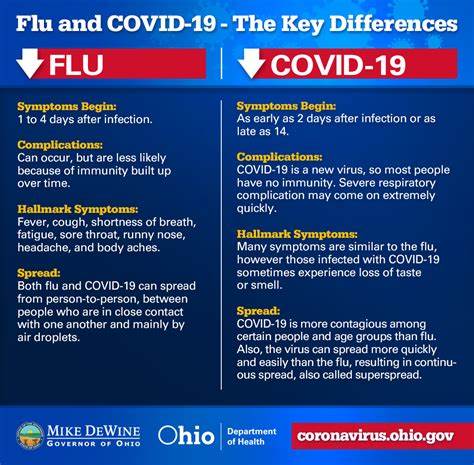 Flu and COVID-19 - The Key Differences
FLU
Symptoms Begin:
1 to 4 days after infection.
Complications:
Can occur, but are less likely
because of immunity built up
over time.
Hallmark Symptoms:
Fever, cough, shortness of breath,
fatigue, sore throat, runny nose,
headache, and body aches.
Spread:
Both flu and COVID-19 can spread
from person-to-person, between
people who are in close contact
with one another and mainly by
air droplets.
COVID-19
Symptoms Begin:
As early as 2 days after infection or as
late as 14.
Complications:
COVID-19 is a new virus, so most people
have no immunity. Severe respiratory
complication may come on extremely
quickly.
Hallmark Symptoms:
Many symptoms are similar to the flu,
however those infected with COVID-19
sometimes experience loss of taste
or smell.
Spread:
COVID-19 is more contagious among
certain people and age groups than flu.
Also, the virus can spread more quickly
and easily than the flu, resulting in continu-
ous spread, also called superspread.
MIKE DEWINE
GOVERNOR OF OHIO
Ohio
Department
of Health
coronavirus.ohio.gov